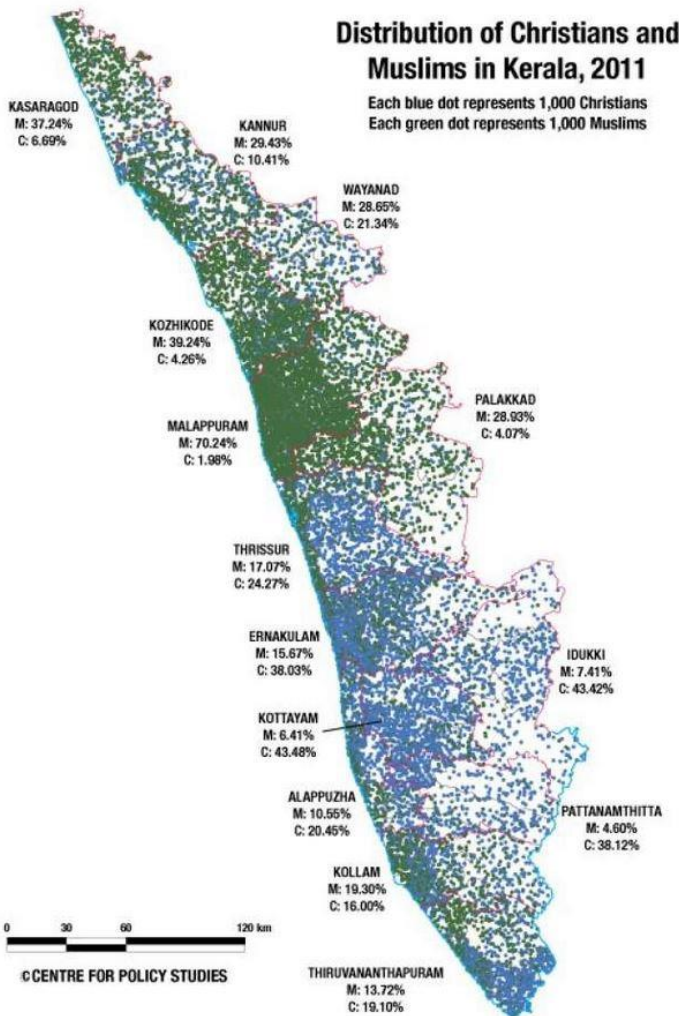 Distribution of Christians and
Muslims in Kerala, 2011
Each blue dot represents 1,000 Christians
Each green dot represents 1,000 Muslims
KASARAGOD
M: 37.24%
C: 6.69%
KANNUR
M: 29.43%
C: 10.41%
WAYANAD
M: 28.65%
C: 21.34%
KOZHIKODE
M: 39.24%
C: 4.26%
MALAPPURAM
M: 70.24%
C: 1.98%
PALAKKAD
M: 28.93%
C: 4.07%
THRISSUR
M: 17.07%
C: 24.27%
ERNAKULAM
M: 15.67%
C: 38.03%
IDUKKI
M: 7.41%
C: 43.42%
KOTTAYAM
M: 6.41%
C: 43.48%
ALAPPUZHA
M: 10.55%
C: 20.45%
PATTANAMTHITTA
M: 4.60%
C: 38.12%
KOLLAM
M: 19.30%
C: 16.00%
0 30 60 120 km
©CENTRE FOR POLICY STUDIES
THIRUVANANTHAPURAM
M: 13.72%
C: 19.10%